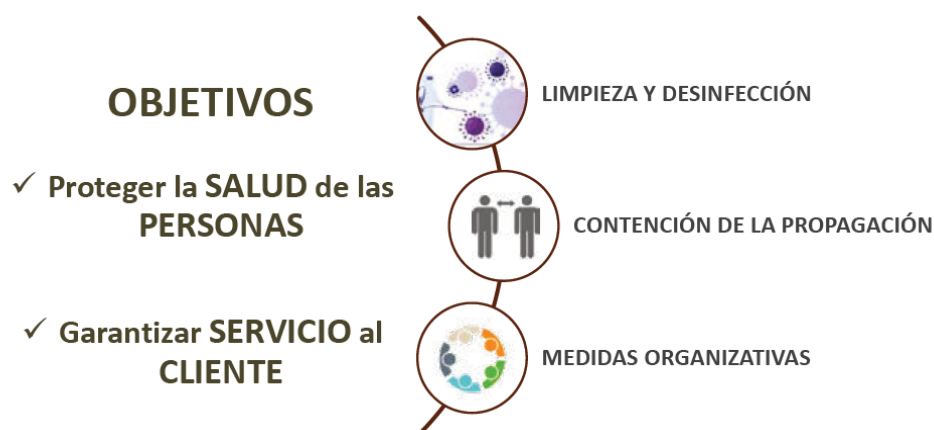 OBJETIVOS
✓ Proteger la SALUD de las
PERSONAS
✓ Garantizar SERVICIO al
CLIENTE
LIMPIEZA Y DESINFECCIÓN
CONTENCIÓN DE LA PROPAGACIÓN
MEDIDAS ORGANIZATIVAS